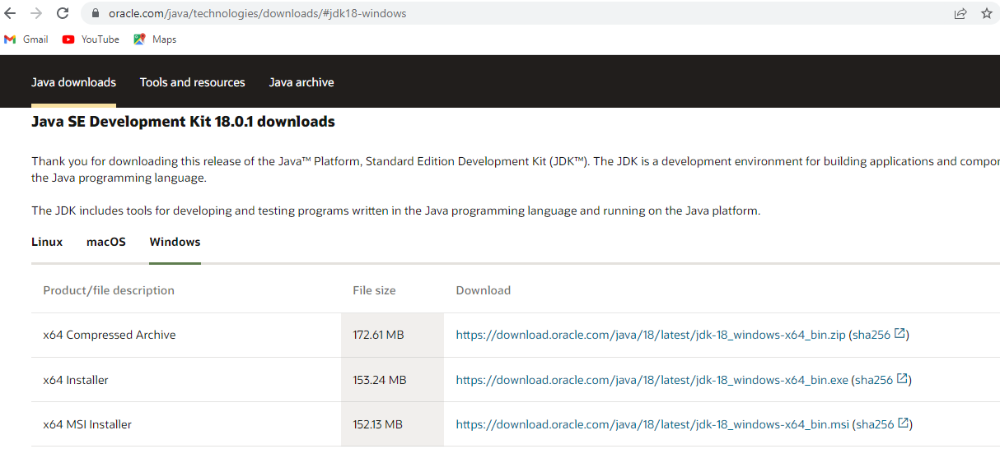 oracle.com/java/technologies/downloads/#jdk18-windows
Gmail YouTube Maps
Java downloads Tools and resources Java archive
Java SE Development Kit 18.0.1 downloads
Thank you for downloading this release of the Java™ Platform, Standard Edition Development Kit (JDK™). The JDK is a development environment for building applications and compor
the Java programming language.
The JDK includes tools for developing and testing programs written in the Java programming language and running on the Java platform.
Linux macOS Windows
Product/file description File size Download
x64 Compressed Archive 172.61 MB https://download.oracle.com/java/18/latest/jdk-18_windows-x64_bin.zip (sha256)
x64 Installer 153.24 MB https://download.oracle.com/java/18/latest/jdk-18_windows-x64_bin.exe (sha256)
x64 MSI Installer 152.13 MB https://download.oracle.com/java/18/latest/jdk-18_windows-x64_bin.msi (sha256)